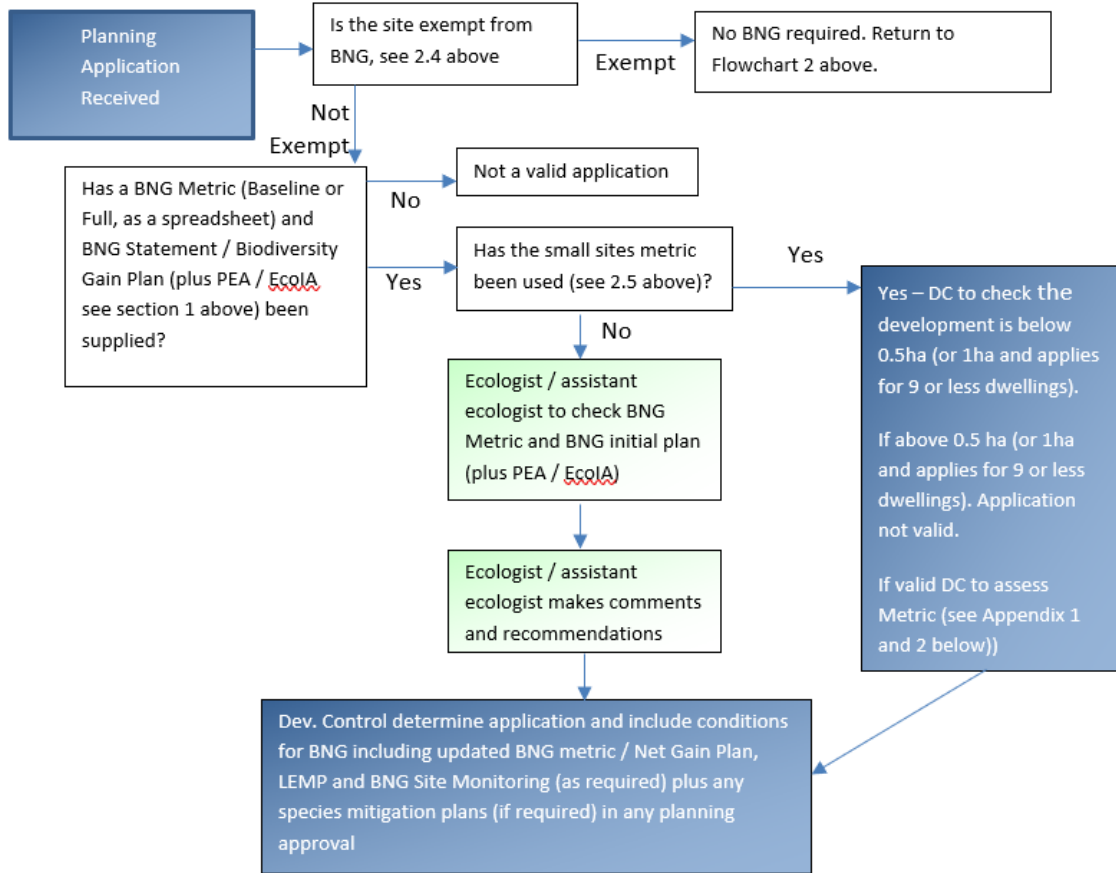 Planning
Application
Received
Is the site exempt from
BNG, see 2.4 above
Exempt
No BNG required. Return to
Flowchart 2 above.
Not
Exempt
Has a BNG Metric (Baseline or
Full, as a spreadsheet) and
BNG Statement / Biodiversity
Gain Plan (plus PEA / EcoIA
see section 1 above) been
supplied?
No
Not a valid application
Yes
Has the small sites metric
been used (see 2.5 above)?
Yes
Yes – DC to check the
development is below
0.5ha (or 1ha and applies
for 9 or less dwellings).
If above 0.5 ha (or 1ha
and applies for 9 or less
dwellings). Application
not valid.
If valid DC to assess
Metric (see Appendix 1
and 2 below))
No
Ecologist / assistant
ecologist to check BNG
Metric and BNG initial plan
(plus PEA / EcoIA)
Ecologist / assistant
ecologist makes comments
and recommendations
Dev. Control determine application and include conditions
for BNG including updated BNG metric / Net Gain Plan,
LEMP and BNG Site Monitoring (as required) plus any
species mitigation plans (if required) in any planning
approval